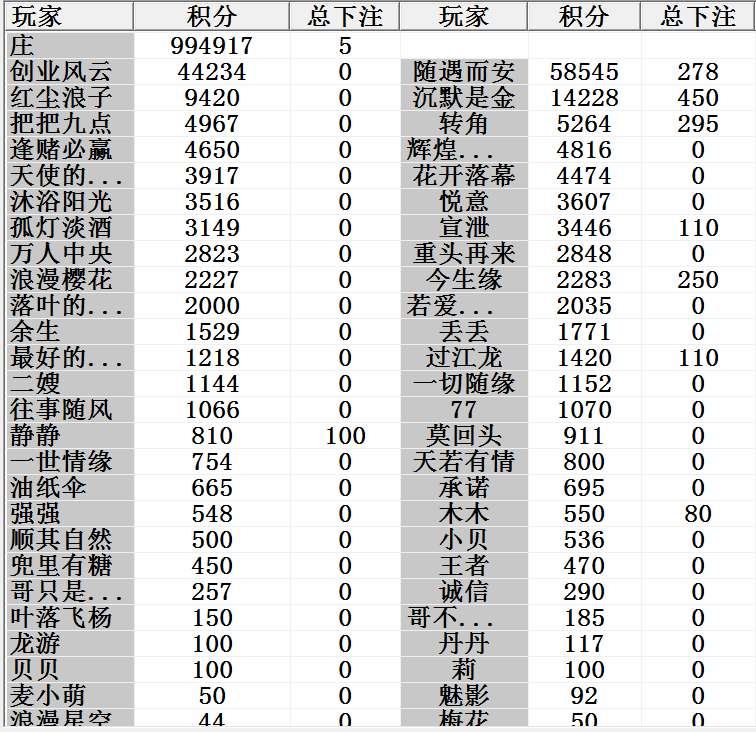 玩家 积分 总下注 玩家 积分 总下注
庄 994917 5
创业风云 44234 0 随遇而安 58545 278
红尘浪子 9420 0 沉默是金 14228 450
把把九点 4967 0 转角 5264 295
逢赌必赢 4650 0 辉煌... 4816 0
天使的... 3917 0 花开落幕 4474 0
沐浴阳光 3516 0 悦意 3607 0
孤灯淡酒 3149 0 宣泄 3446 110
万人中央 2823 0 重头再来 2848 0
浪漫樱花 2227 0 今生缘 2283 250
落叶的... 2000 0 若爱... 2035 0
余生 1529 0 丢丢 1771 0
最好的... 1218 0 过江龙 1420 110
二嫂 1144 0 一切随缘 1152 0
往事随风 1066 0 77 1070 0
静静 810 100 莫回头 911 0
一世情缘 754 0 天若有情 800 0
油纸伞 665 0 承诺 695 0
强强 548 0 木木 550 80
顺其自然 500 0 小贝 536 0
兜里有糖 450 0 王者 470 0
哥只是... 257 0 诚信 290 0
叶落飞杨 150 0 哥不... 185 0
龙游 100 0 丹丹 117 0
贝贝 100 0 莉 100 0
麦小萌 50 0 魅影 92 0
浪漫星空 44 0 梅花 50 0